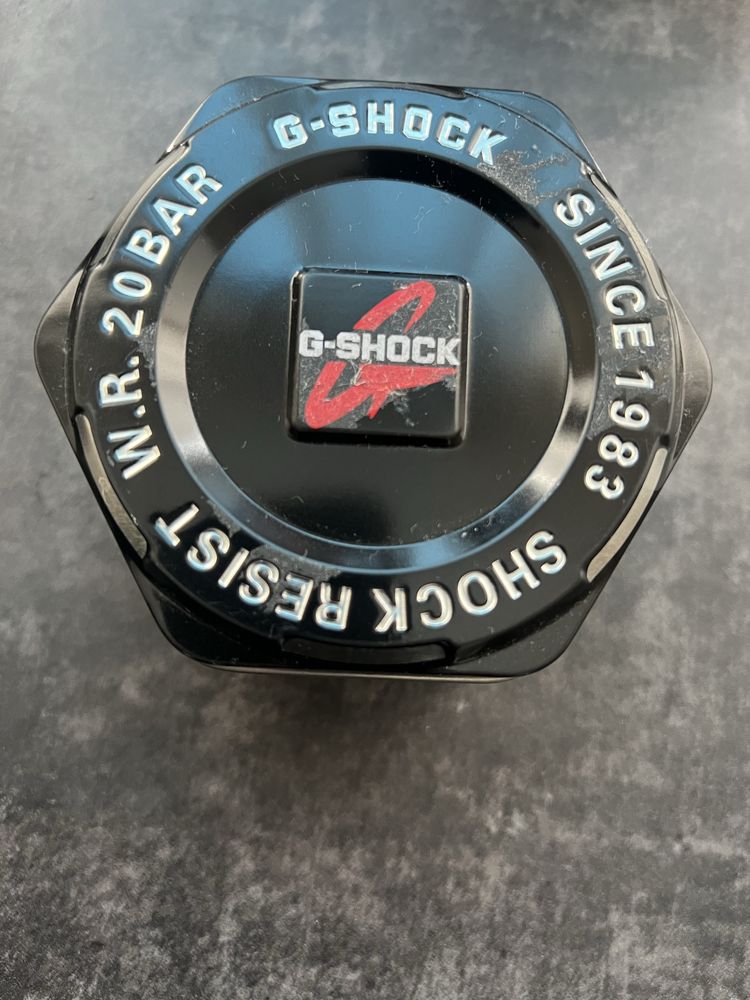 G-SHOCK
SINCE 1983
SHOCK RESIST
W.R. 20BAR
G-SHOCK